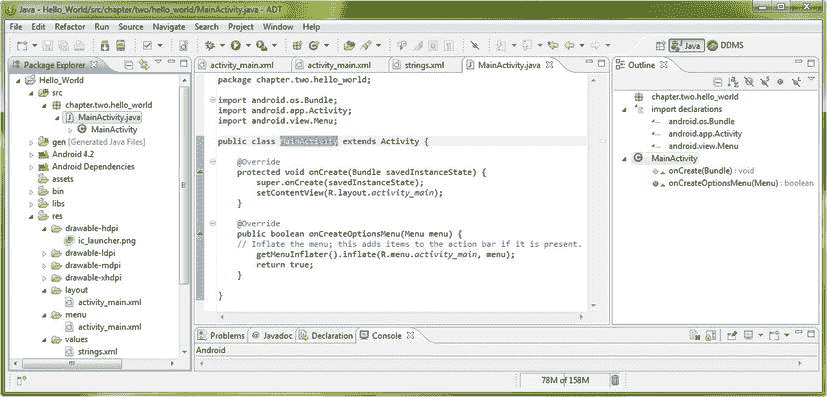 Java - Hello_World/src/chapter/two/hello_world/MainActivity.java - ADT
File Edit Refactor Run Source Navigate Search Project Window Help
Java DDMS
Package Explorer
Hello_World
src
chapter.two.hello_world
MainActivity.java
MainActivity
gen [Generated Java Files]
Android 4.2
Android Dependencies
assets
bin
libs
res
drawable-hdpi
ic_launcher.png
drawable-ldpi
drawable-mdpi
drawable-xhdpi
layout
activity_main.xml
menu
activity_main.xml
values
strings.xml
activity_main.xml activity_main.xml strings.xml MainActivity.java
package chapter.two.hello_world;
import android.os.Bundle;
import android.app.Activity;
import android.view.Menu;
public class MainActivity extends Activity {
@Override
protected void onCreate(Bundle savedInstanceState) {
super.onCreate(savedInstanceState);
setContentView(R.layout.activity_main);
}
@Override
public boolean onCreateOptionsMenu(Menu menu) {
// Inflate the menu; this adds items to the action bar if it is present.
getMenuInflater().inflate(R.menu.activity_main, menu);
return true;
}
}
Outline
chapter.two.hello_world
import declarations
android.os.Bundle
android.app.Activity
android.view.Menu
MainActivity
onCreate(Bundle) : void
onCreateOptionsMenu(Menu) : boolean
Problems Javadoc Declaration Console
Android
78M of 158M